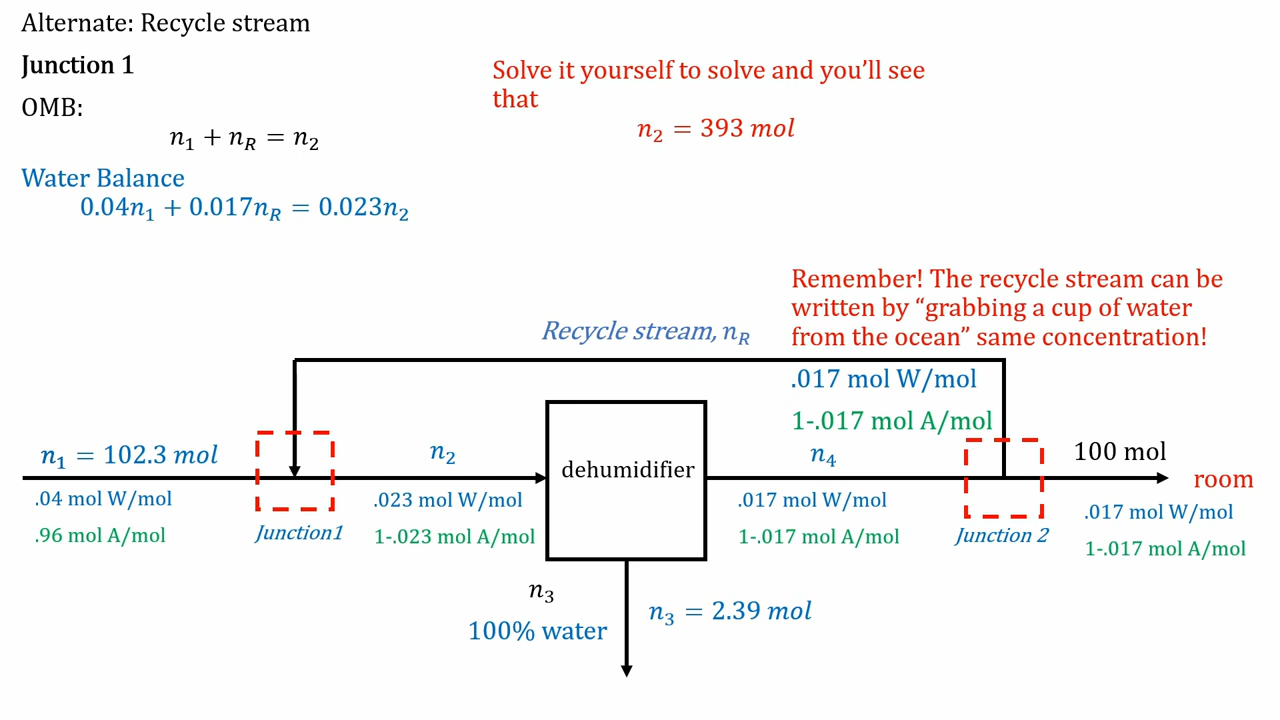 Alternate: Recycle stream
Junction 1
OMB:
n₁ + n_R = n₂
Water Balance
0.04n₁ + 0.017n_R = 0.023n₂
Solve it yourself to solve and you’ll see
that
n₂ = 393 mol
Remember! The recycle stream can be
written by “grabbing a cup of water
from the ocean” same concentration!
Recycle stream, n_R
.017 mol W/mol
1-.017 mol A/mol
n₁ = 102.3 mol
.04 mol W/mol
.96 mol A/mol
Junction1
n₂
.023 mol W/mol
1-.023 mol A/mol
dehumidifier
n₃
100% water
n₃ = 2.39 mol
n₄
.017 mol W/mol
1-.017 mol A/mol
Junction 2
100 mol
room
.017 mol W/mol
1-.017 mol A/mol